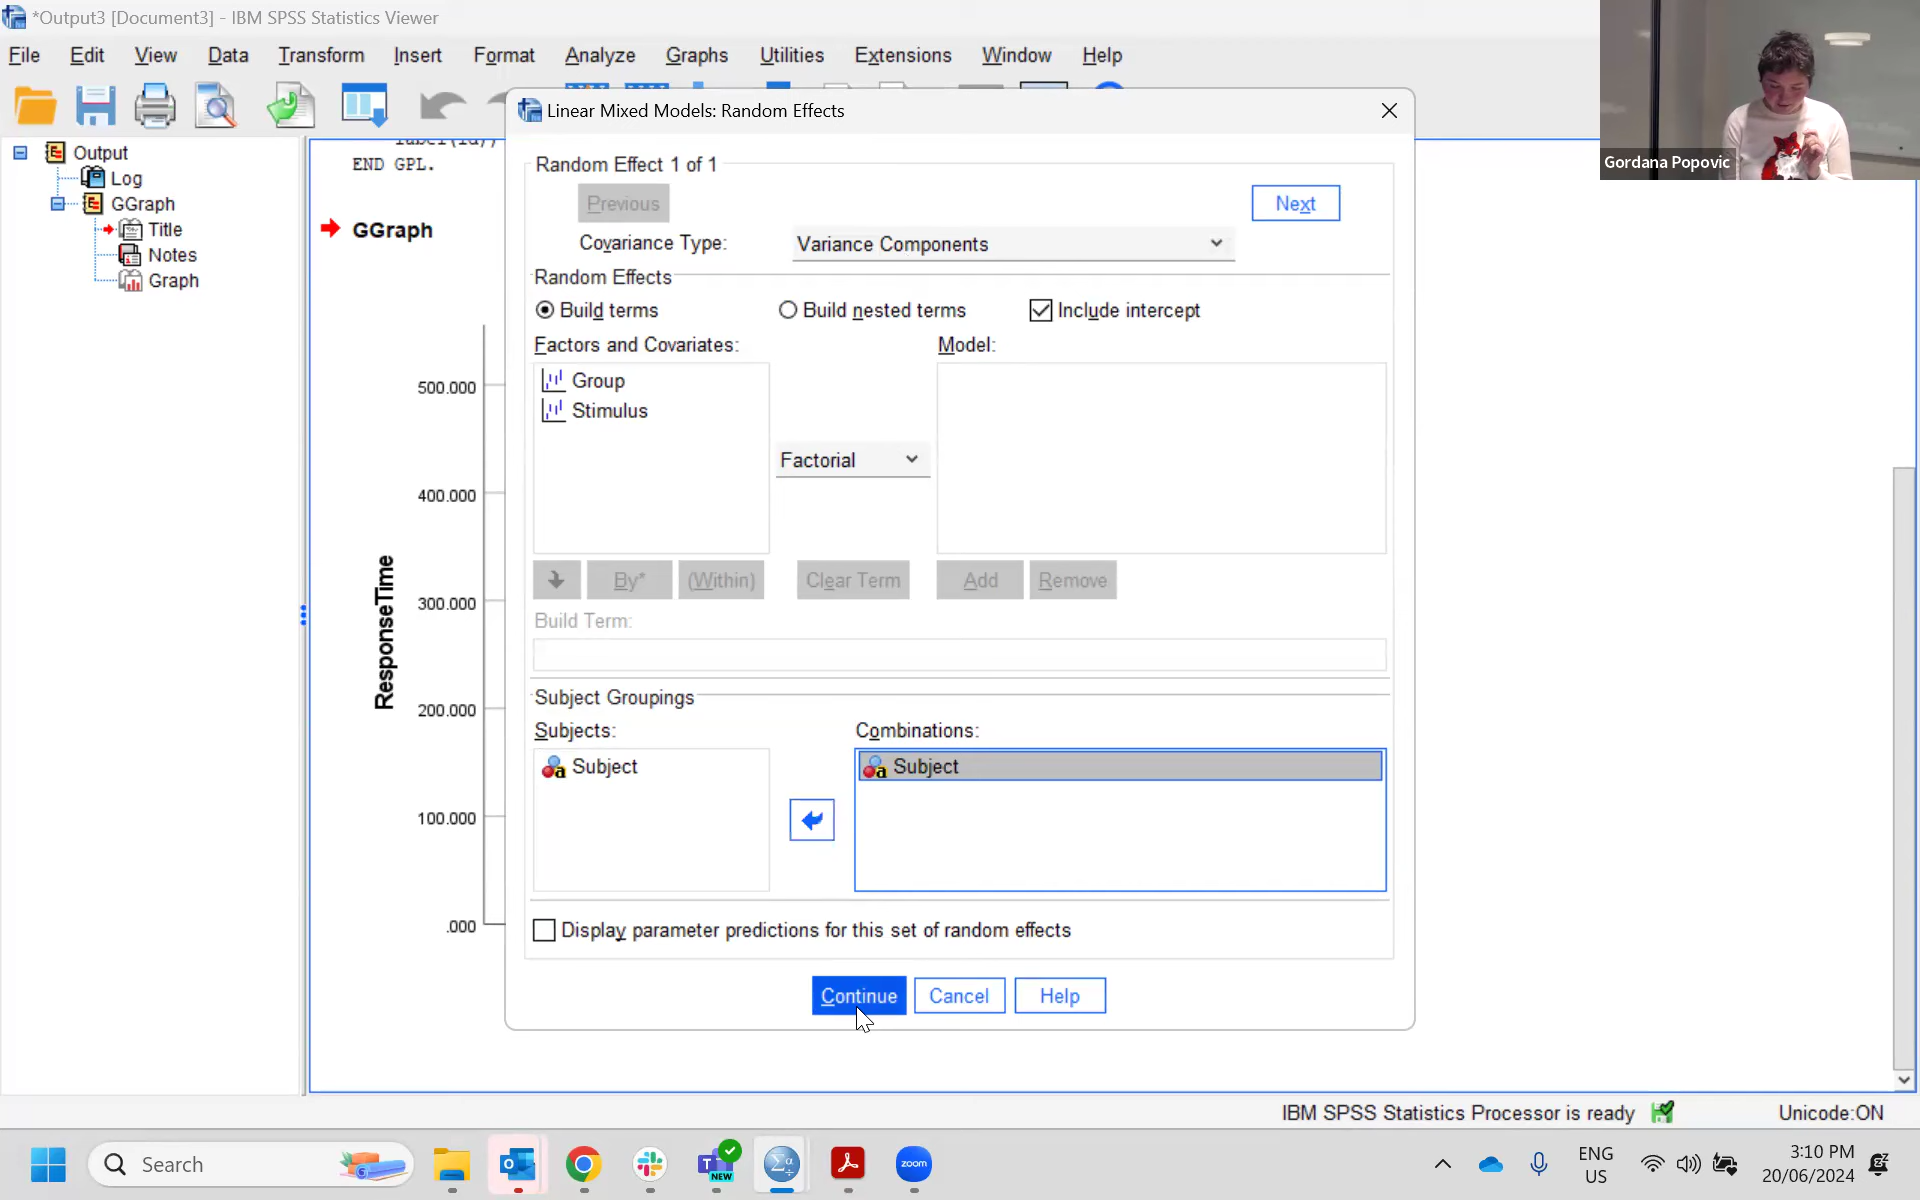 *Output3 [Document3] - IBM SPSS Statistics Viewer
File Edit View Data Transform Insert Format Analyze Graphs Utilities Extensions Window Help
Linear Mixed Models: Random Effects
Gordana Popovic
Output
Log
GGraph
Title
Notes
Graph
END GPL.
GGraph
ResponseTime
500.000
400.000
300.000
200.000
100.000
.000
Random Effect 1 of 1
Previous Next
Covariance Type: Variance Components
Random Effects
Build terms Build nested terms Include intercept
Factors and Covariates: Model:
Group
Stimulus
Factorial
By* (Within) Clear Term Add Remove
Build Term:
Subject Groupings
Subjects: Combinations:
Subject Subject
Display parameter predictions for this set of random effects
Continue Cancel Help
IBM SPSS Statistics Processor is ready Unicode:ON
Search
NEW
zoom
ENG
US
3:10 PM
20/06/2024